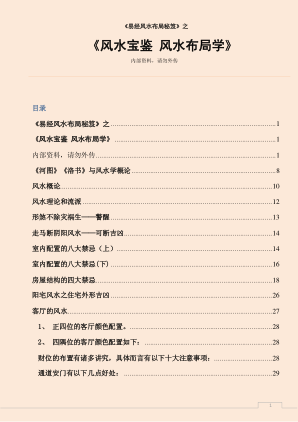 《易经风水布局秘笈》之
《风水宝鉴 风水布局学》
内部资料，请勿外传
目录
《易经风水布局秘笈》之 1
《风水宝鉴 风水布局学》 1
内部资料，请勿外传 1
《河图》《洛书》与风水学概论 8
风水概论 10
风水理论和流派 12
形煞不除灾祸生——警醒 13
走马断阴阳风水——可断吉凶 14
室内配置的八大禁忌（上） 14
室内配置的八大禁忌(下) 16
房屋结构的四大禁忌 18
阳宅风水之住宅外形吉凶 26
客厅的风水 27
1、 正四位的客厅颜色配置。 28
2、 四隅位的客厅颜色配置如下： 28
财位的布置有诸多讲究，具体而言有以下十大注意事项： 28
通道安门有以下几点好处： 29